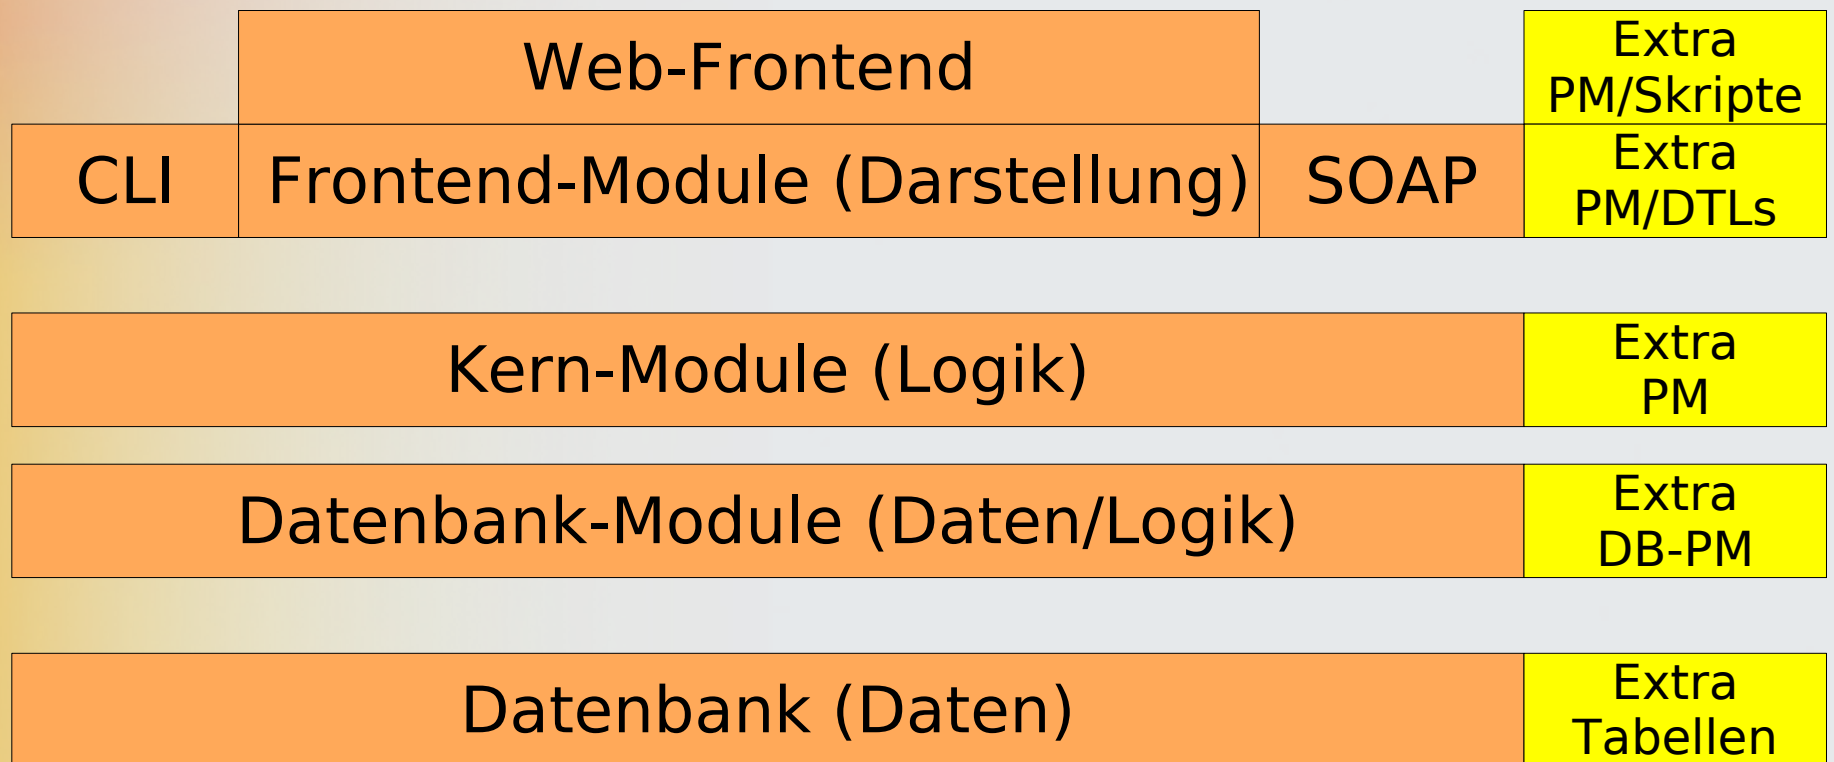 Web-Frontend
Extra
PM/Skripte
CLI
Frontend-Module (Darstellung)
SOAP
Extra
PM/DTLs
Kern-Module (Logik)
Extra
PM
Datenbank-Module (Daten/Logik)
Extra
DB-PM
Datenbank (Daten)
Extra
Tabellen